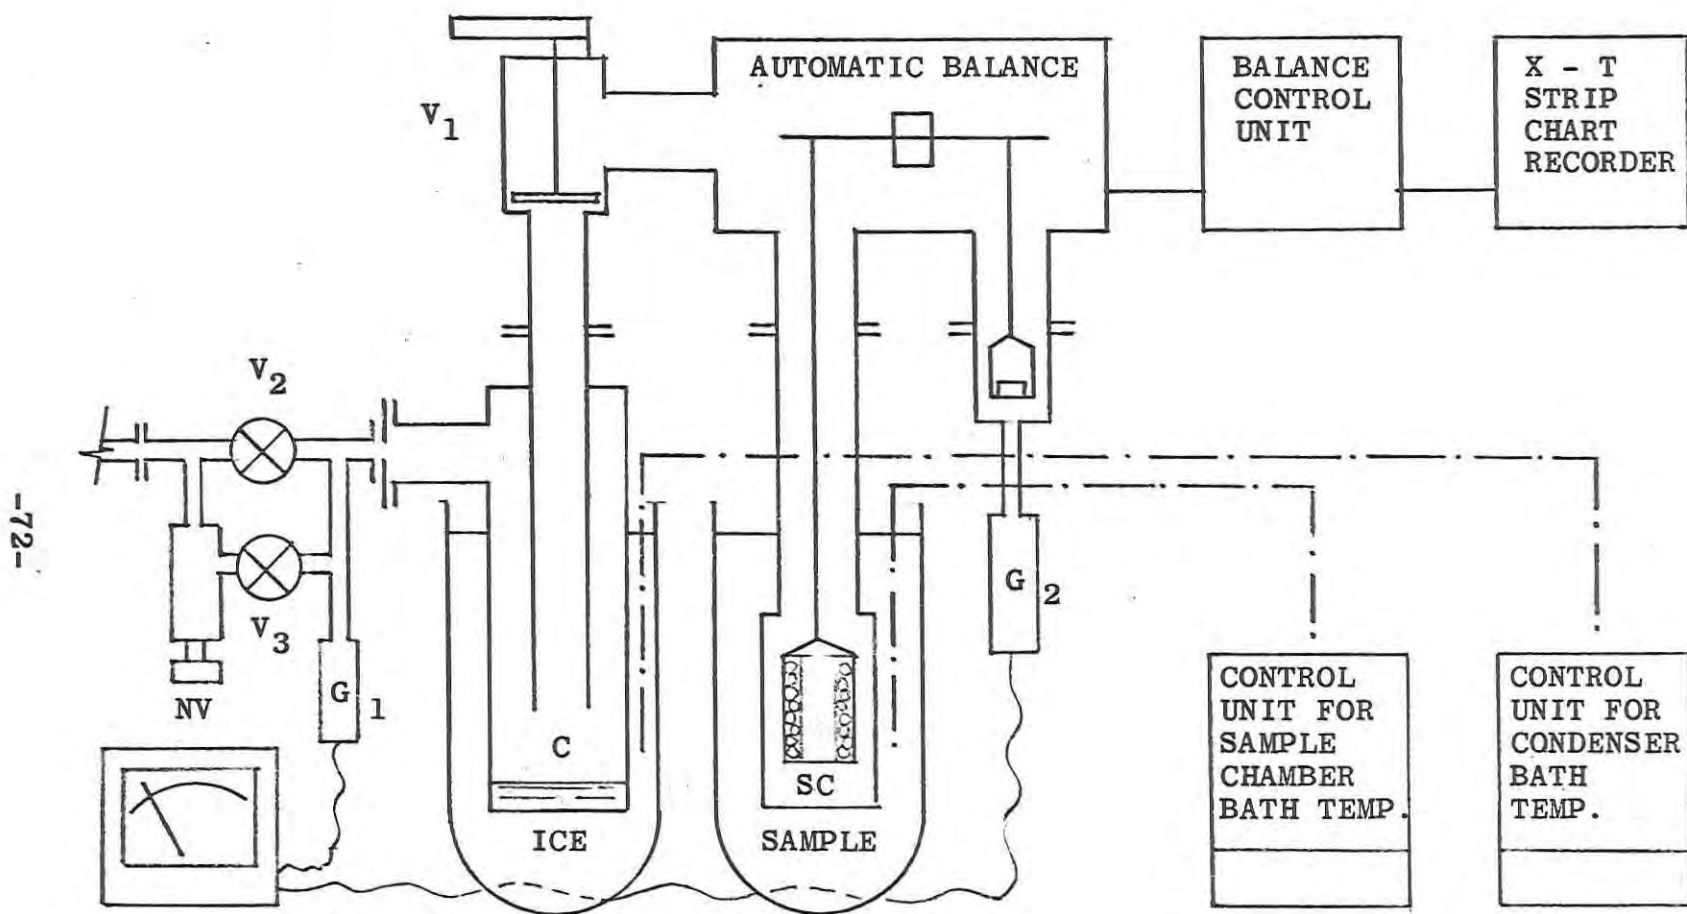 AUTOMATIC BALANCE
BALANCE
CONTROL
UNIT
X - T
STRIP
CHART
RECORDER
V1
V2
V3
NV
G1
G2
C
SC
ICE
SAMPLE
CONTROL
UNIT FOR
SAMPLE
CHAMBER
BATH TEMP.
CONTROL
UNIT FOR
CONDENSER
BATH
TEMP.
-72-